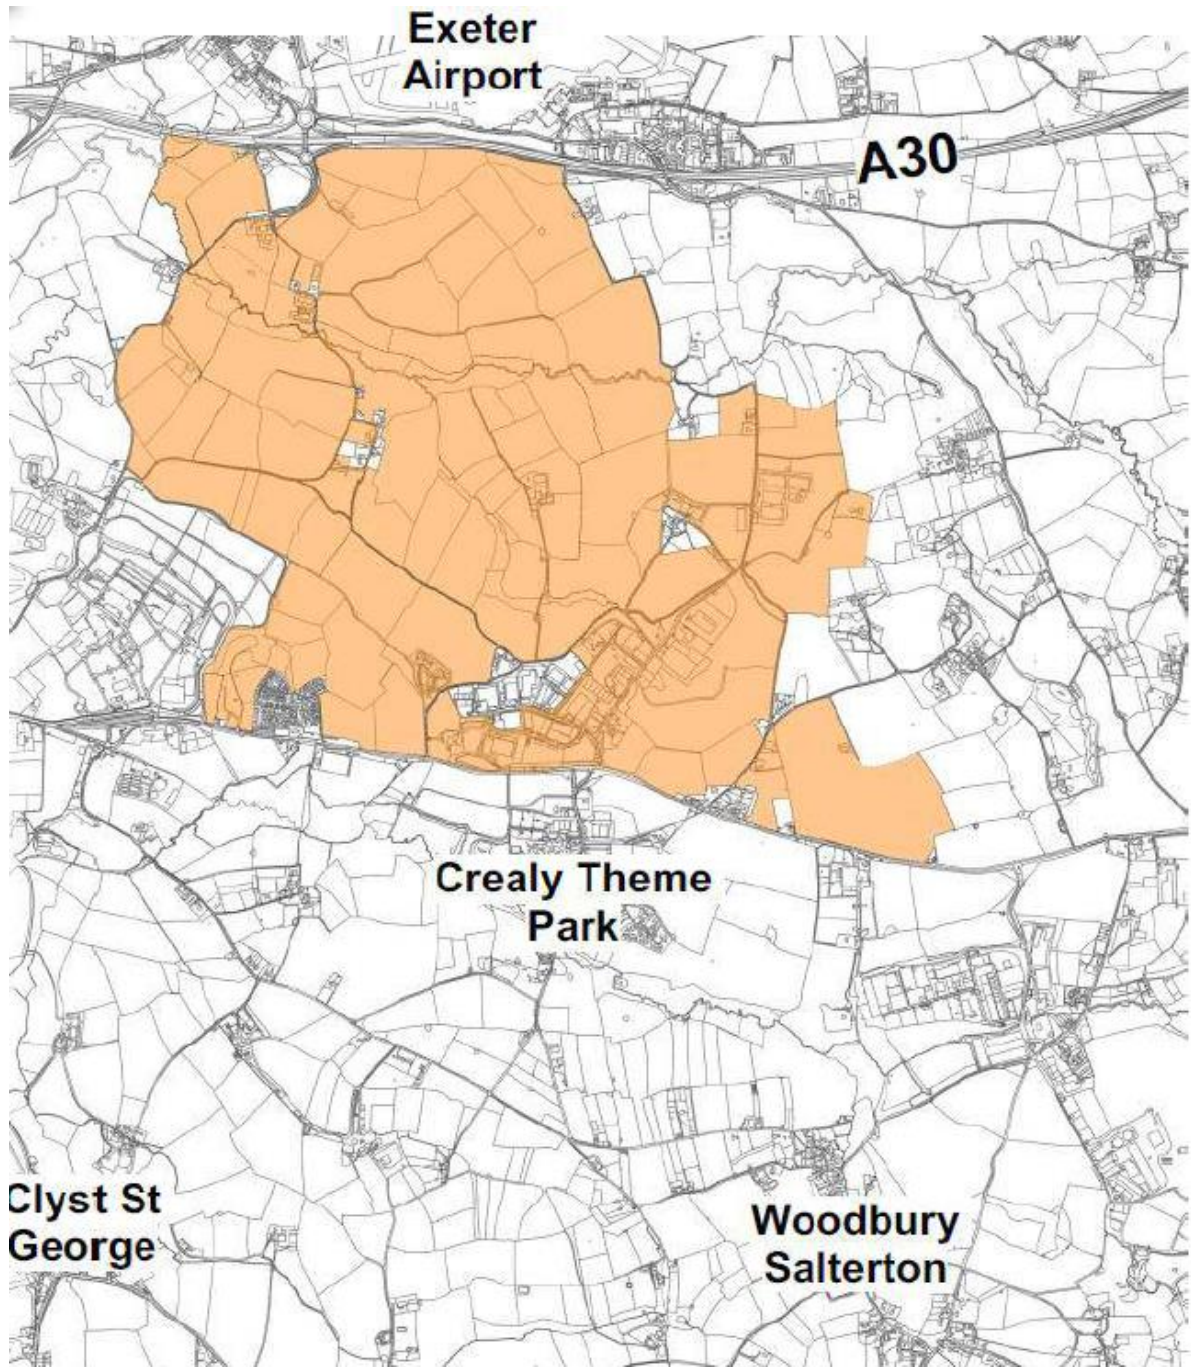 Exeter
Airport
A30
Crealy Theme
Park
Clyst St
George
Woodbury
Salterton